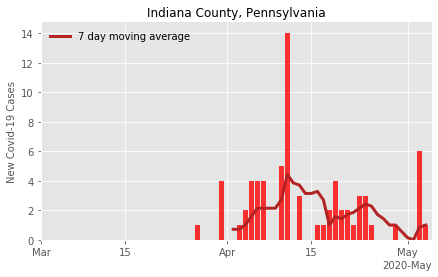 Indiana County, Pennsylvania
7 day moving average
New Covid-19 Cases
14
12
10
8
6
4
2
0
Mar
15
Apr
15
May
2020-May